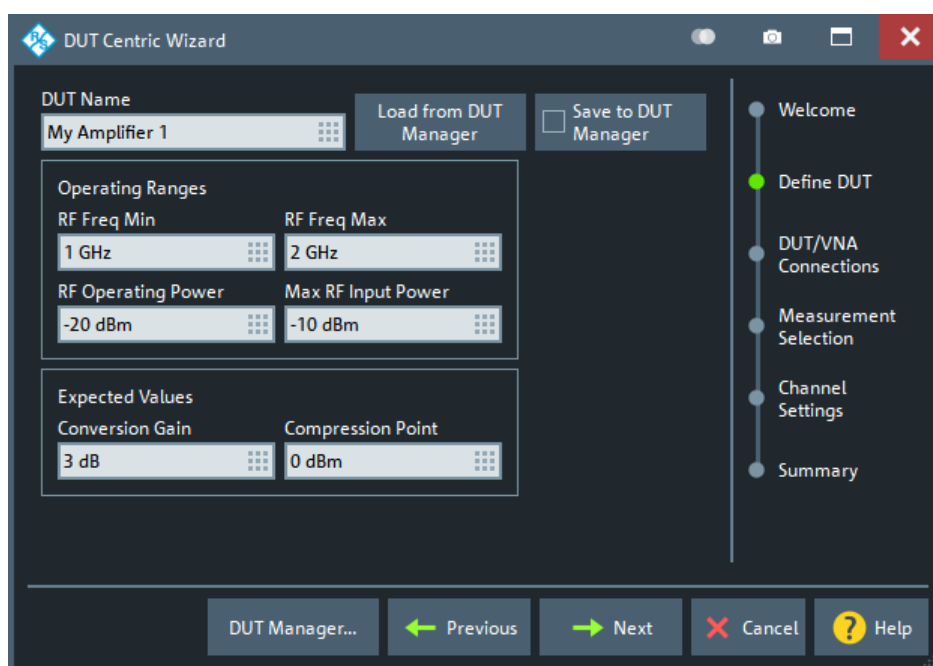 R&S DUT Centric Wizard
DUT Name
My Amplifier 1
Load from DUT
Manager
Save to DUT
Manager
Operating Ranges
RF Freq Min
RF Freq Max
1 GHz
2 GHz
RF Operating Power
Max RF Input Power
-20 dBm
-10 dBm
Expected Values
Conversion Gain
Compression Point
3 dB
0 dBm
Welcome
Define DUT
DUT/VNA
Connections
Measurement
Selection
Channel
Settings
Summary
DUT Manager...
Previous
Next
Cancel
? Help